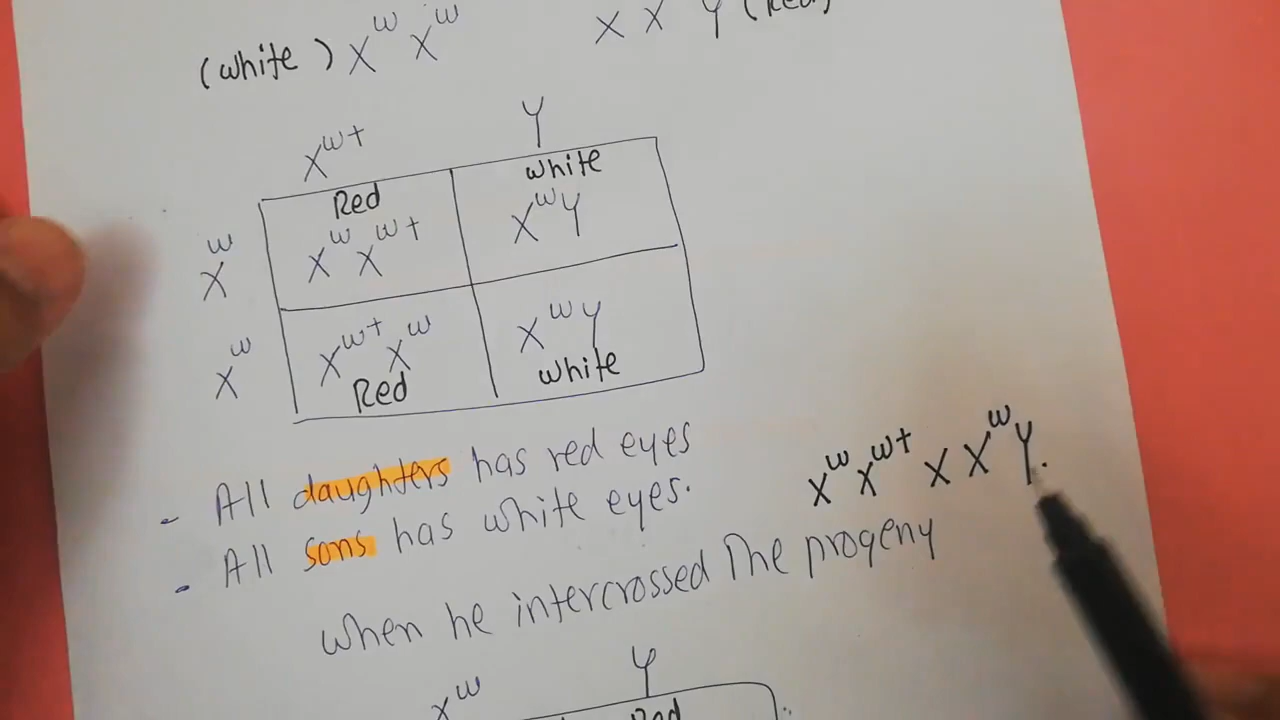 (white) X^w X^w X X Y (Red)
X^w+ Y
Red white
X^w X^w X^w+ X^w Y
X^w X^w+ X^w X^w Y
Red white
- All daughters has red eyes
- All sons has white eyes.
X^w X^w+ X X^w Y.
When he intercrossed The progeny
X^w Y
Red